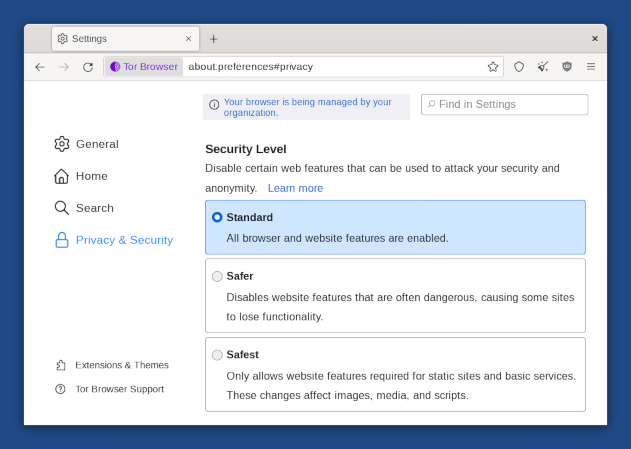 Settings
Tor Browser
about:preferences#privacy
Your browser is being managed by your
organization.
Find in Settings
General
Home
Search
Privacy & Security
Extensions & Themes
Tor Browser Support
Security Level
Disable certain web features that can be used to attack your security and
anonymity. Learn more
Standard
All browser and website features are enabled.
Safer
Disables website features that are often dangerous, causing some sites
to lose functionality.
Safest
Only allows website features required for static sites and basic services.
These changes affect images, media, and scripts.